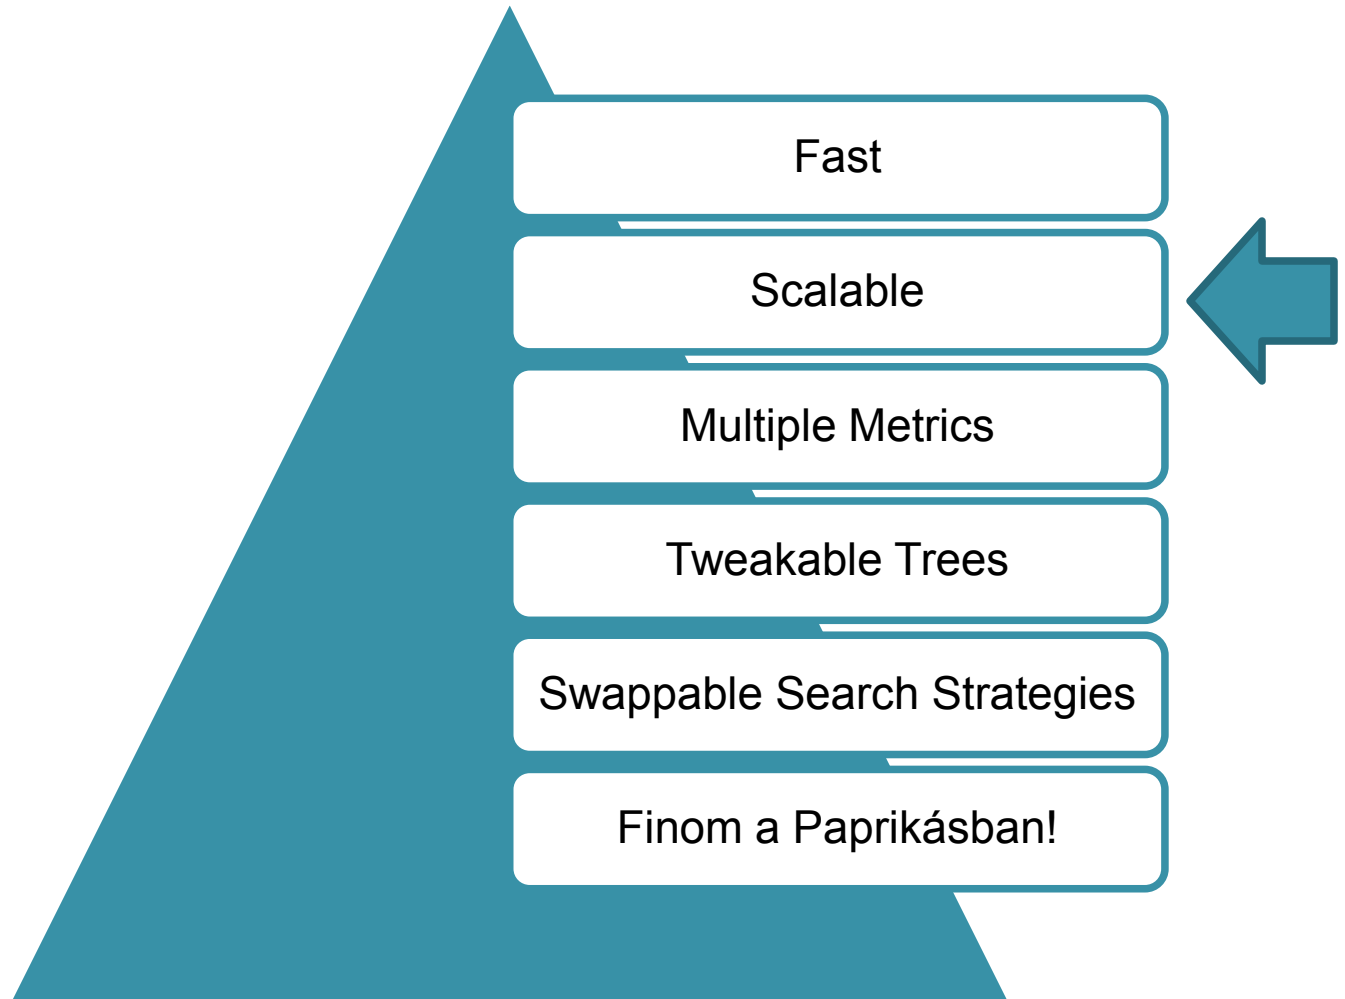 Fast
Scalable
Multiple Metrics
Tweakable Trees
Swappable Search Strategies
Finom a Paprikásban!